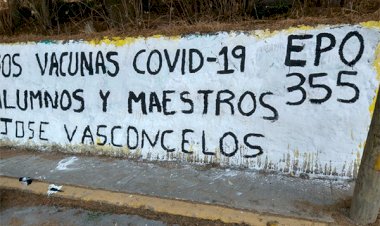 OS VACUNAS COVID-19 EPO
ALUMNOS Y MAESTROS 355
JOSE VASCONCELOS